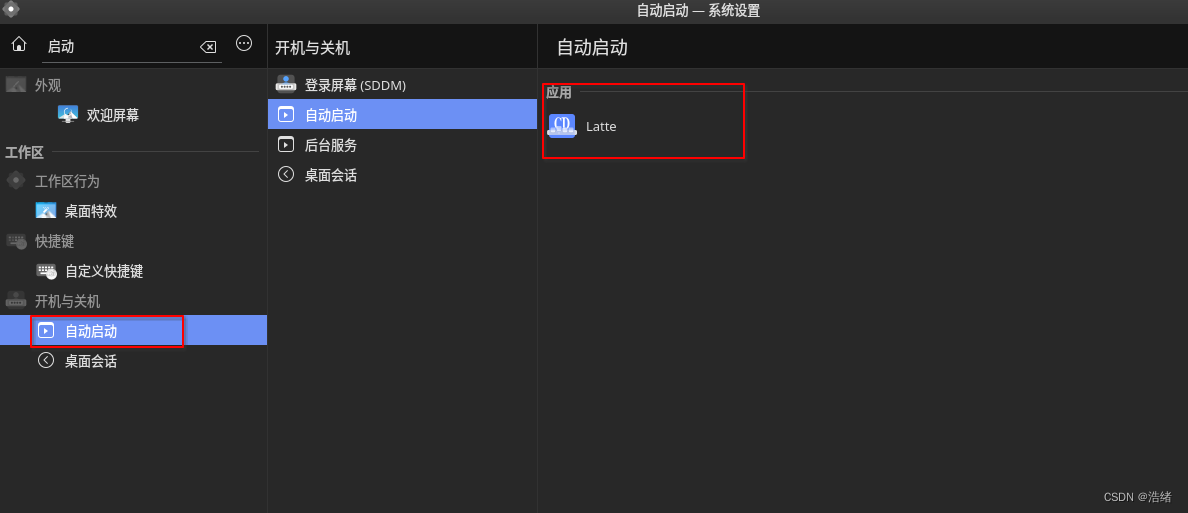 自动启动 — 系统设置
启动
外观
欢迎屏幕
工作区
工作区行为
桌面特效
快捷键
自定义快捷键
开机与关机
自动启动
桌面会话
开机与关机
登录屏幕 (SDDM)
自动启动
后台服务
桌面会话
自动启动
应用
Latte
CSDN @浩绪